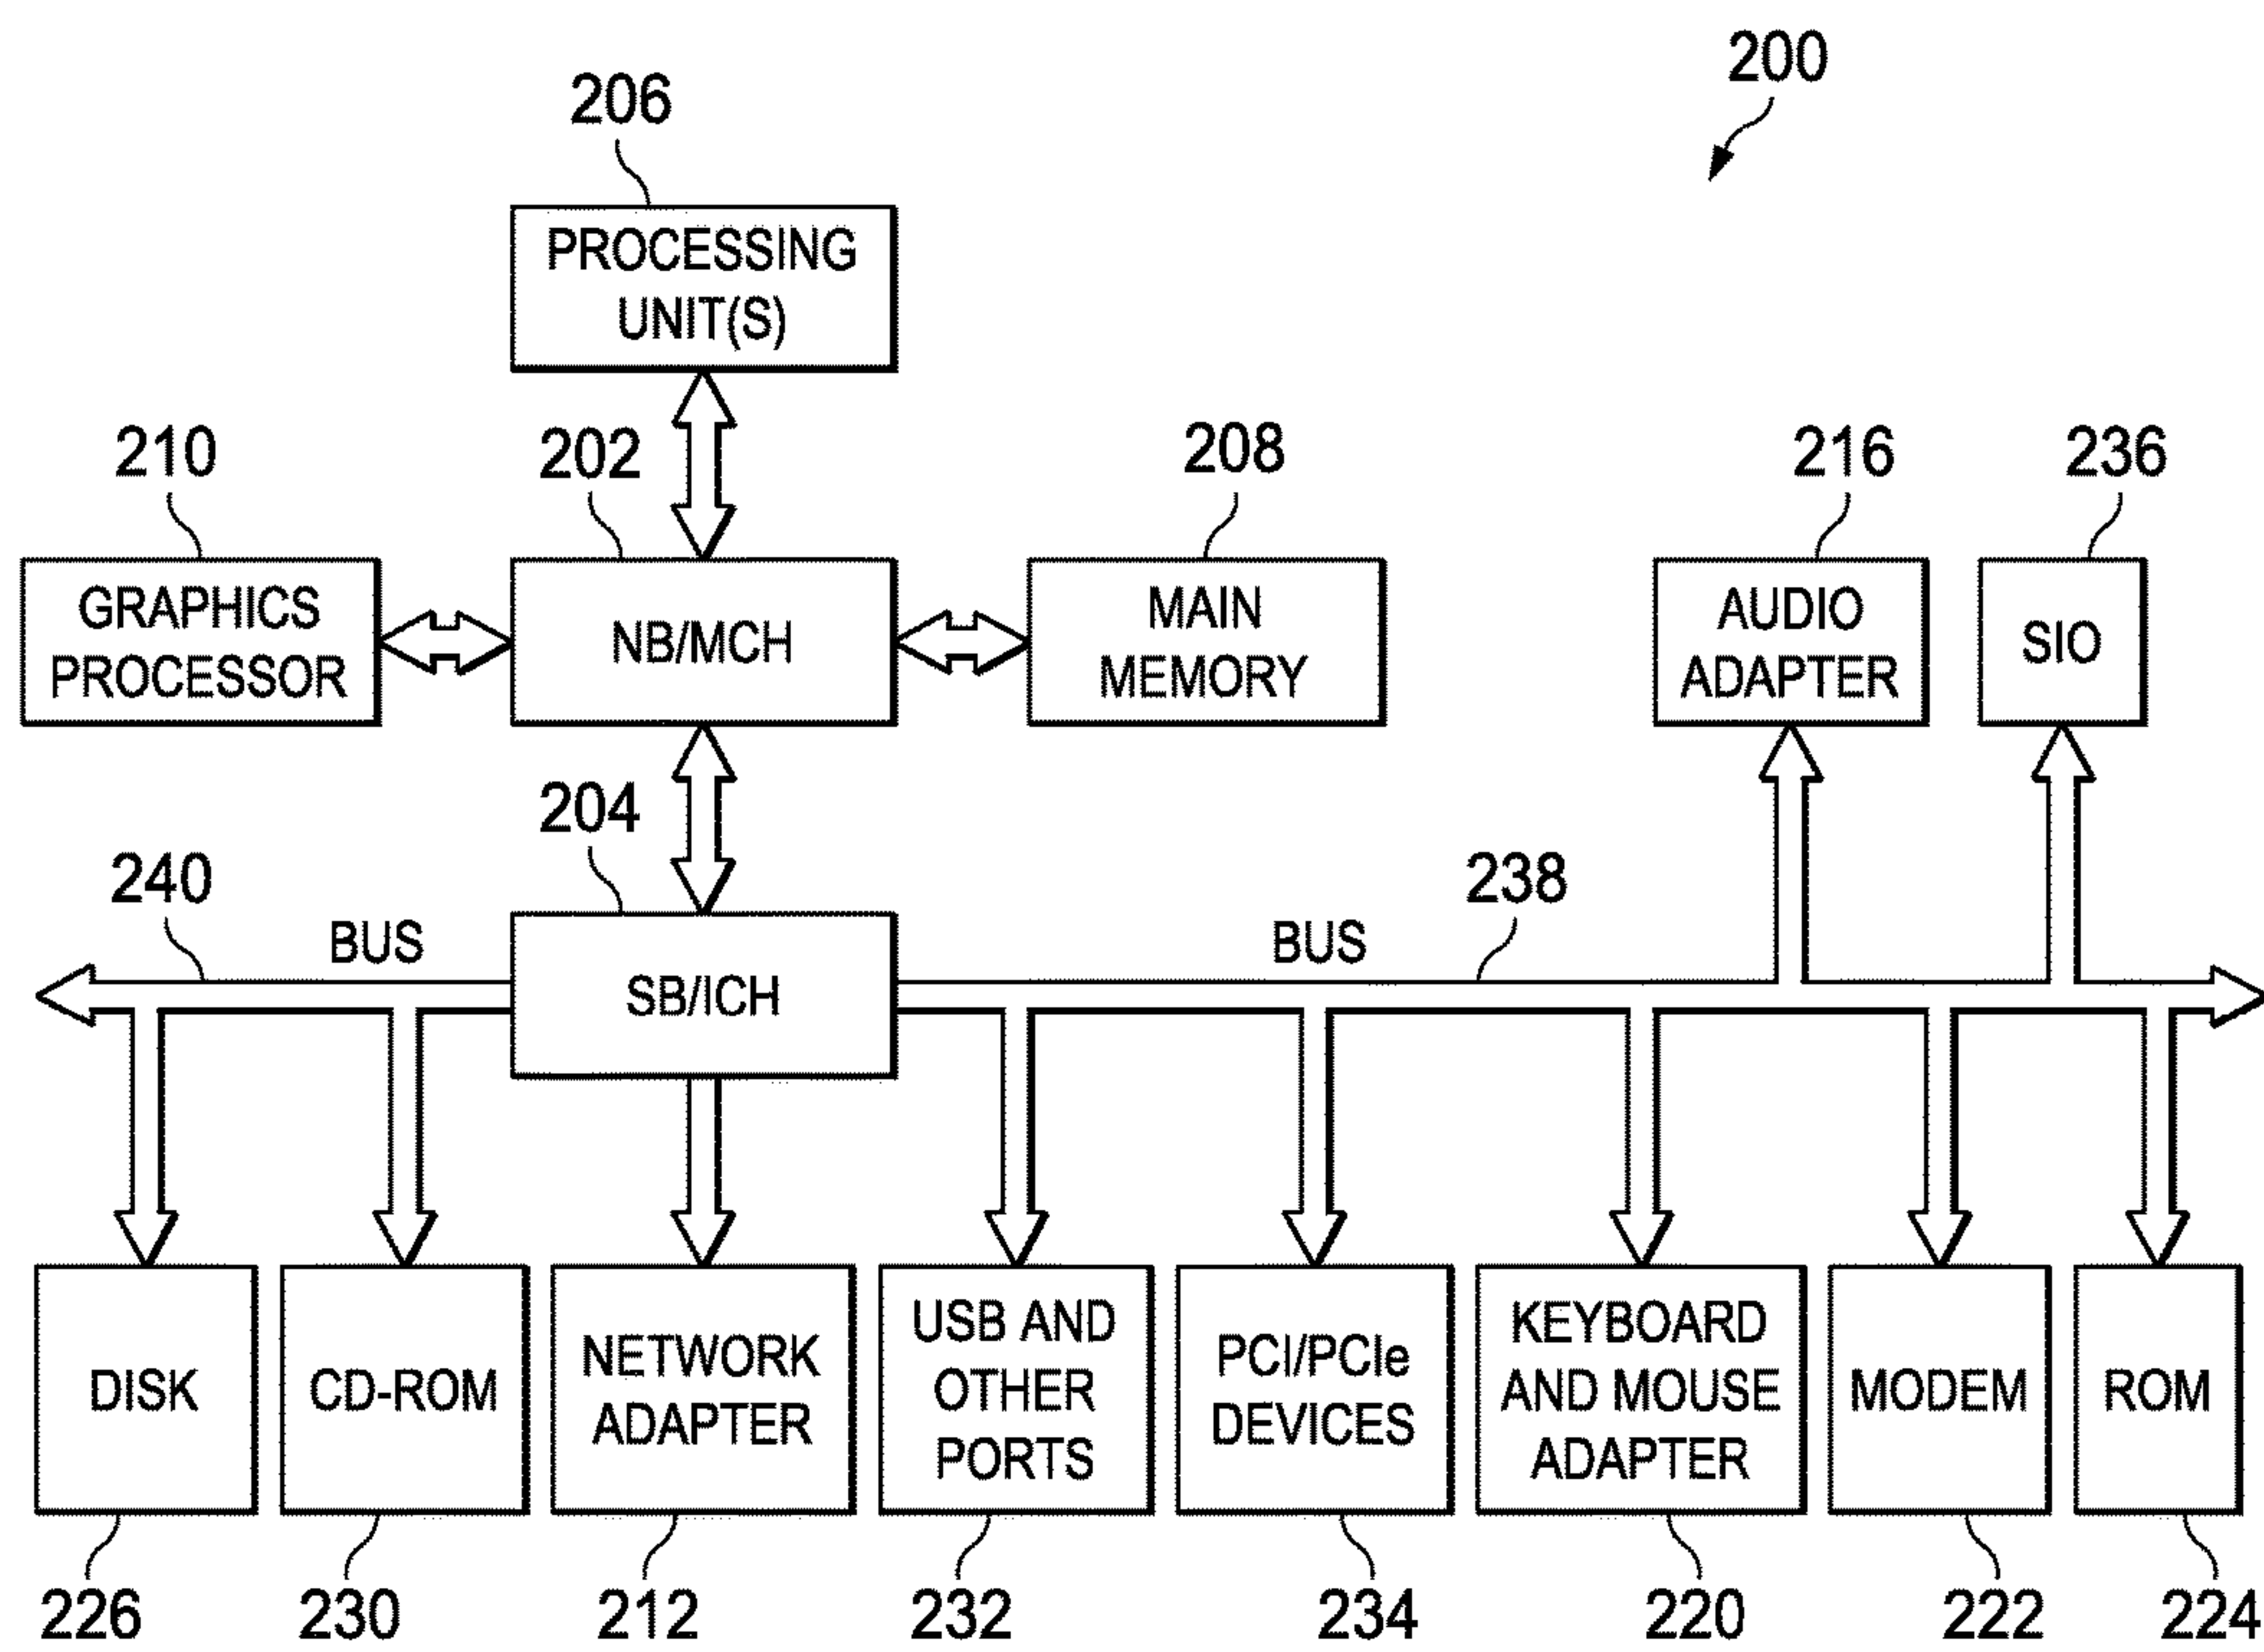 200
206
PROCESSING
UNIT(S)
210
202
208
216
236
GRAPHICS
PROCESSOR
NB/MCH
MAIN
MEMORY
AUDIO
ADAPTER
SIO
204
240
238
BUS
BUS
SB/ICH
DISK
CD-ROM
NETWORK
ADAPTER
USB AND
OTHER
PORTS
PCI/PCIe
DEVICES
KEYBOARD
AND MOUSE
ADAPTER
MODEM
ROM
226
230
212
232
234
220
222
224